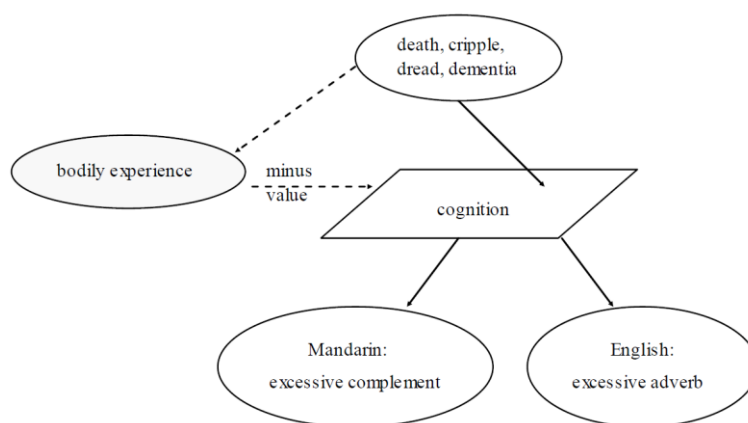 death, cripple,
dread, dementia
bodily experience
minus
value
cognition
Mandarin:
excessive complement
English:
excessive adverb